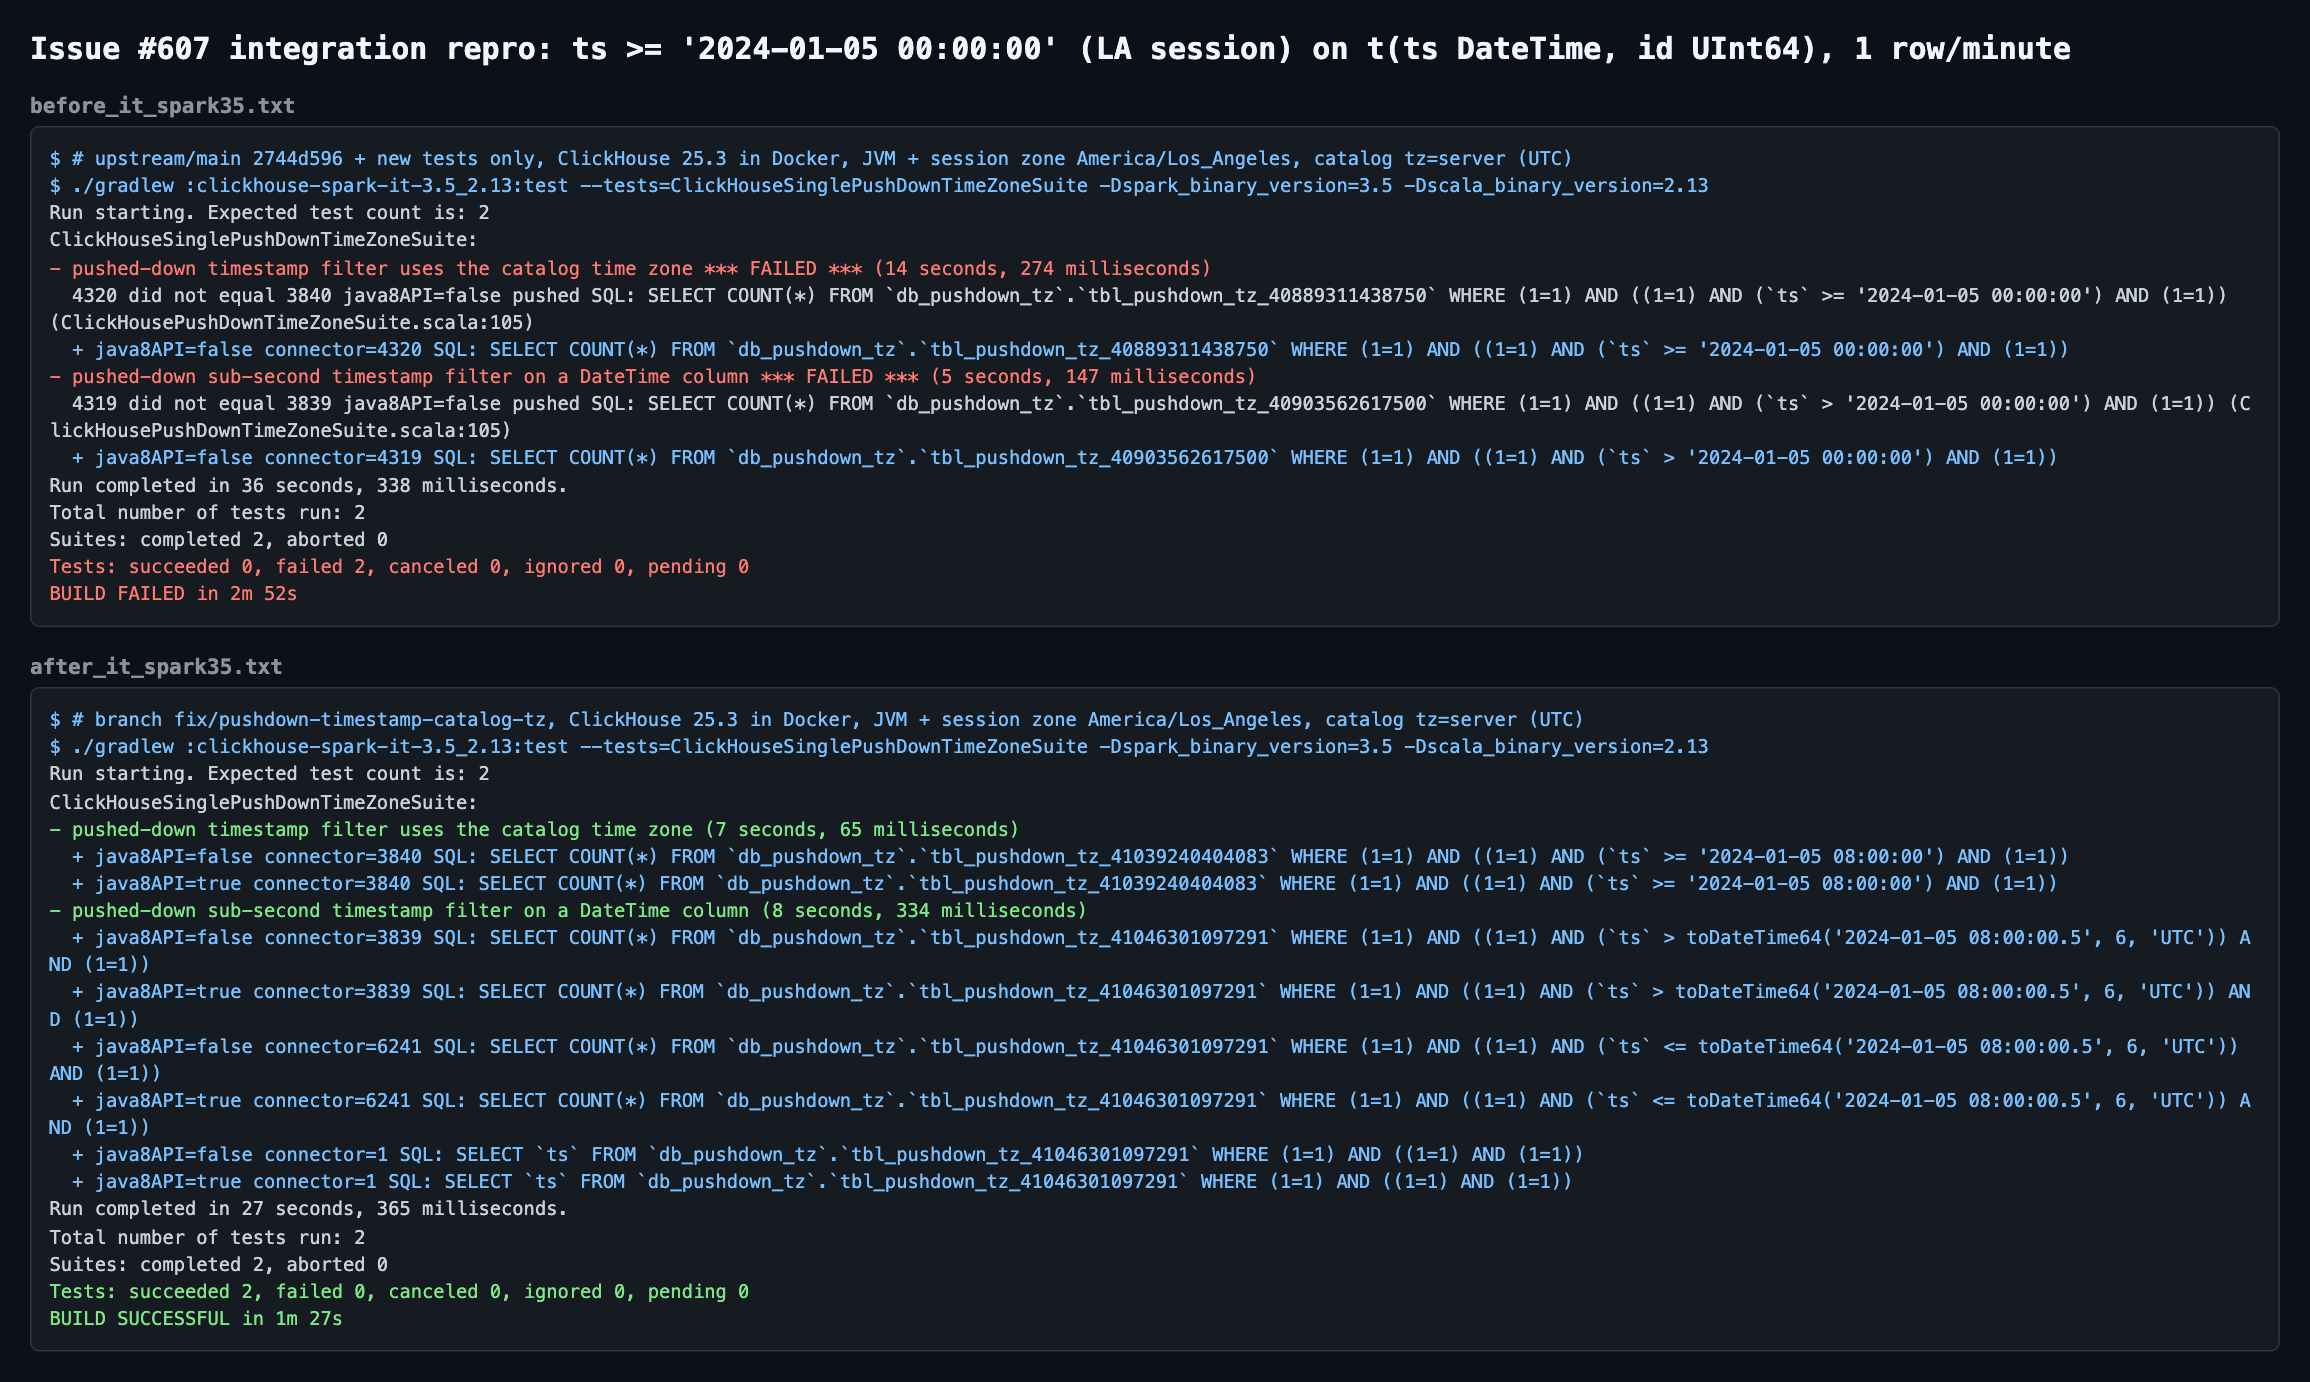 Issue #607 integration repro: ts >= '2024-01-05 00:00:00' (LA session) on t(ts DateTime, id UInt64), 1 row/minute
before_it_spark35.txt
$ # upstream/main 2744d596 + new tests only, ClickHouse 25.3 in Docker, JVM + session zone America/Los_Angeles, catalog tz=server (UTC)
$ ./gradlew :clickhouse-spark-it-3.5_2.13:test --tests=ClickHouseSinglePushDownTimeZoneSuite -Dspark_binary_version=3.5 -Dscala_binary_version=2.13
Run starting. Expected test count is: 2
ClickHouseSinglePushDownTimeZoneSuite:
- pushed-down timestamp filter uses the catalog time zone *** FAILED *** (14 seconds, 274 milliseconds)
  4320 did not equal 3840 java8API=false pushed SQL: SELECT COUNT(*) FROM `db_pushdown_tz`.`tbl_pushdown_tz_40889311438750` WHERE (1=1) AND ((1=1) AND (`ts` >= '2024-01-05 00:00:00') AND (1=1))
(ClickHousePushDownTimeZoneSuite.scala:105)
  + java8API=false connector=4320 SQL: SELECT COUNT(*) FROM `db_pushdown_tz`.`tbl_pushdown_tz_40889311438750` WHERE (1=1) AND ((1=1) AND (`ts` >= '2024-01-05 00:00:00') AND (1=1))
- pushed-down sub-second timestamp filter on a DateTime column *** FAILED *** (5 seconds, 147 milliseconds)
  4319 did not equal 3839 java8API=false pushed SQL: SELECT COUNT(*) FROM `db_pushdown_tz`.`tbl_pushdown_tz_40903562617500` WHERE (1=1) AND ((1=1) AND (`ts` > '2024-01-05 00:00:00') AND (1=1)) (C
lickHousePushDownTimeZoneSuite.scala:105)
  + java8API=false connector=4319 SQL: SELECT COUNT(*) FROM `db_pushdown_tz`.`tbl_pushdown_tz_40903562617500` WHERE (1=1) AND ((1=1) AND (`ts` > '2024-01-05 00:00:00') AND (1=1))
Run completed in 36 seconds, 338 milliseconds.
Total number of tests run: 2
Suites: completed 2, aborted 0
Tests: succeeded 0, failed 2, canceled 0, ignored 0, pending 0
BUILD FAILED in 2m 52s
after_it_spark35.txt
$ # branch fix/pushdown-timestamp-catalog-tz, ClickHouse 25.3 in Docker, JVM + session zone America/Los_Angeles, catalog tz=server (UTC)
$ ./gradlew :clickhouse-spark-it-3.5_2.13:test --tests=ClickHouseSinglePushDownTimeZoneSuite -Dspark_binary_version=3.5 -Dscala_binary_version=2.13
Run starting. Expected test count is: 2
ClickHouseSinglePushDownTimeZoneSuite:
- pushed-down timestamp filter uses the catalog time zone (7 seconds, 65 milliseconds)
  + java8API=false connector=3840 SQL: SELECT COUNT(*) FROM `db_pushdown_tz`.`tbl_pushdown_tz_41039240404083` WHERE (1=1) AND ((1=1) AND (`ts` >= '2024-01-05 08:00:00') AND (1=1))
  + java8API=true connector=3840 SQL: SELECT COUNT(*) FROM `db_pushdown_tz`.`tbl_pushdown_tz_41039240404083` WHERE (1=1) AND ((1=1) AND (`ts` >= '2024-01-05 08:00:00') AND (1=1))
- pushed-down sub-second timestamp filter on a DateTime column (8 seconds, 334 milliseconds)
  + java8API=false connector=3839 SQL: SELECT COUNT(*) FROM `db_pushdown_tz`.`tbl_pushdown_tz_41046301097291` WHERE (1=1) AND ((1=1) AND (`ts` > toDateTime64('2024-01-05 08:00:00.5', 6, 'UTC')) A
ND (1=1))
  + java8API=true connector=3839 SQL: SELECT COUNT(*) FROM `db_pushdown_tz`.`tbl_pushdown_tz_41046301097291` WHERE (1=1) AND ((1=1) AND (`ts` > toDateTime64('2024-01-05 08:00:00.5', 6, 'UTC')) AN
D (1=1))
  + java8API=false connector=6241 SQL: SELECT COUNT(*) FROM `db_pushdown_tz`.`tbl_pushdown_tz_41046301097291` WHERE (1=1) AND ((1=1) AND (`ts` <= toDateTime64('2024-01-05 08:00:00.5', 6, 'UTC'))
AND (1=1))
  + java8API=true connector=6241 SQL: SELECT COUNT(*) FROM `db_pushdown_tz`.`tbl_pushdown_tz_41046301097291` WHERE (1=1) AND ((1=1) AND (`ts` <= toDateTime64('2024-01-05 08:00:00.5', 6, 'UTC')) A
ND (1=1))
  + java8API=false connector=1 SQL: SELECT `ts` FROM `db_pushdown_tz`.`tbl_pushdown_tz_41046301097291` WHERE (1=1) AND ((1=1) AND (1=1))
  + java8API=true connector=1 SQL: SELECT `ts` FROM `db_pushdown_tz`.`tbl_pushdown_tz_41046301097291` WHERE (1=1) AND ((1=1) AND (1=1))
Run completed in 27 seconds, 365 milliseconds.
Total number of tests run: 2
Suites: completed 2, aborted 0
Tests: succeeded 2, failed 0, canceled 0, ignored 0, pending 0
BUILD SUCCESSFUL in 1m 27s